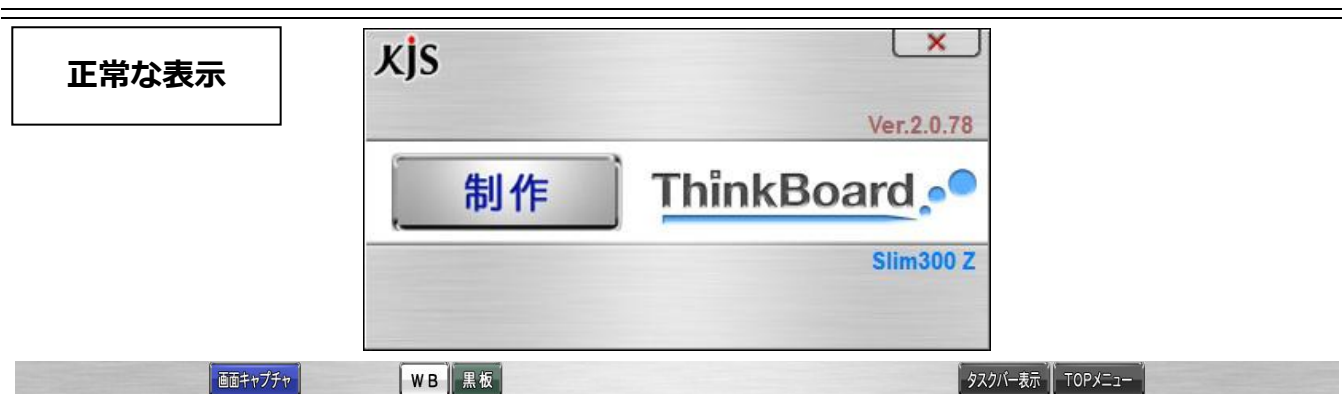 正常な表示
KJS
×
Ver.2.0.78
制作
ThinkBoard
Slim300 Z
画面キャプチャ
WB
黒板
タスクバー表示
TOPメニュー